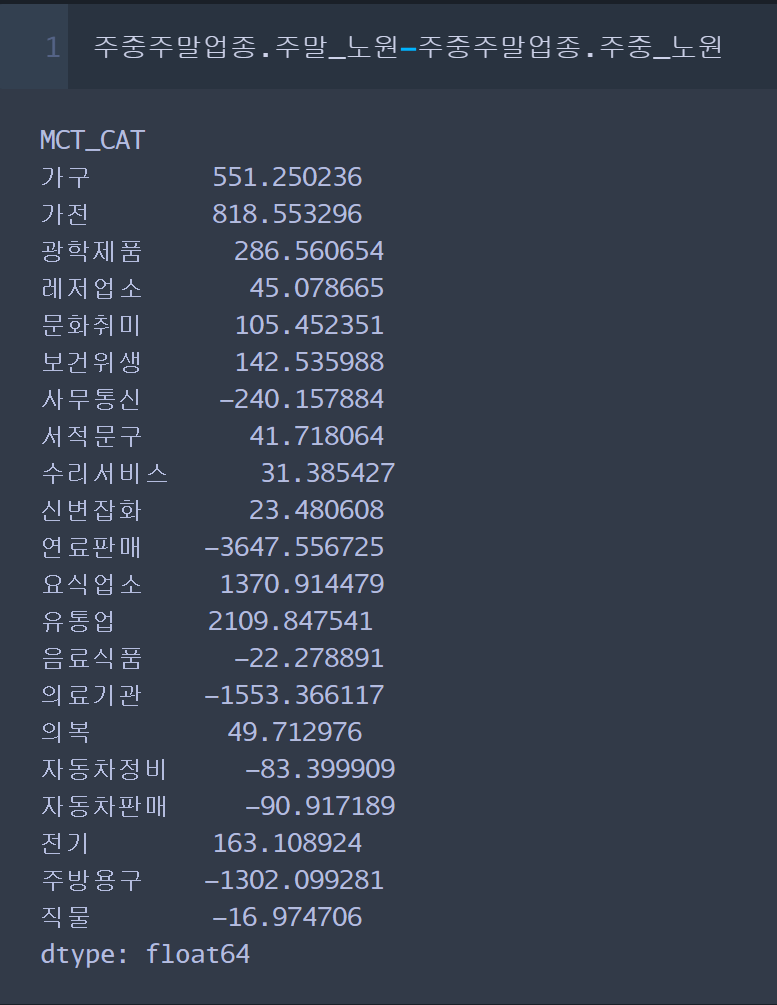 1 주중주말업종.주말_노원-주중주말업종.주중_노원
MCT_CAT
가구 551.250236
가전 818.553296
광학제품 286.560654
레저업소 45.078665
문화취미 105.452351
보건위생 142.535988
사무통신 -240.157884
서적문구 41.718064
수리서비스 31.385427
신변잡화 23.480608
연료판매 -3647.556725
요식업소 1370.914479
유통업 2109.847541
음료식품 -22.278891
의료기관 -1553.366117
의복 49.712976
자동차정비 -83.399909
자동차판매 -90.917189
전기 163.108924
주방용구 -1302.099281
직물 -16.974706
dtype: float64